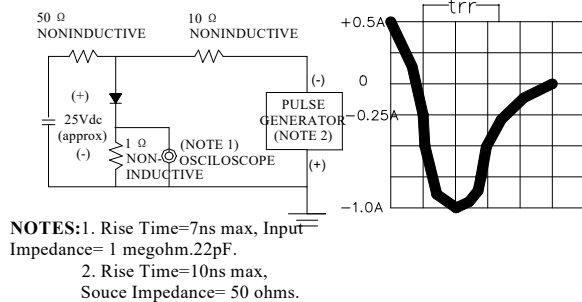 50 Ω
NONINDUCTIVE
10 Ω
NONINDUCTIVE
(+)
25Vdc
(approx)
(-)
1 Ω
NON-
INDUCTIVE
(NOTE 1)
OSCILOSCOPE
(-)
PULSE
GENERATOR
(NOTE 2)
(+)
trr
+0.5A
0
-0.25A
-1.0A
NOTES:1. Rise Time=7ns max, Input
Impedance= 1 megohm.22pF.
2. Rise Time=10ns max,
Souce Impedance= 50 ohms.